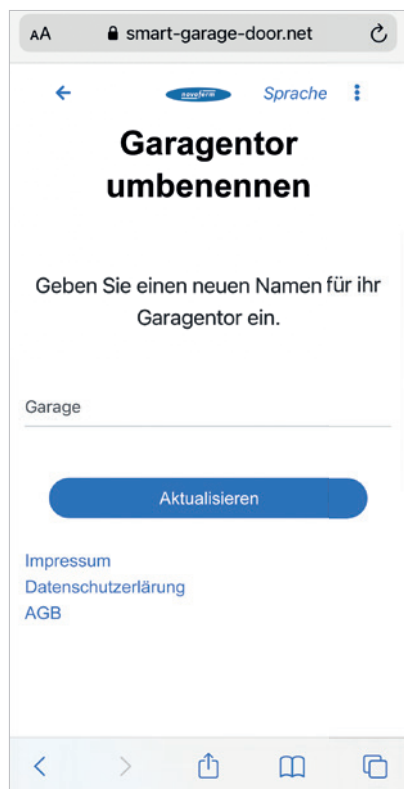 AA smart-garage-door.net
novoferm Sprache
Garagentor
umbenennen
Geben Sie einen neuen Namen für ihr
Garagentor ein.
Garage
Aktualisieren
Impressum
Datenschutzerlärung
AGB